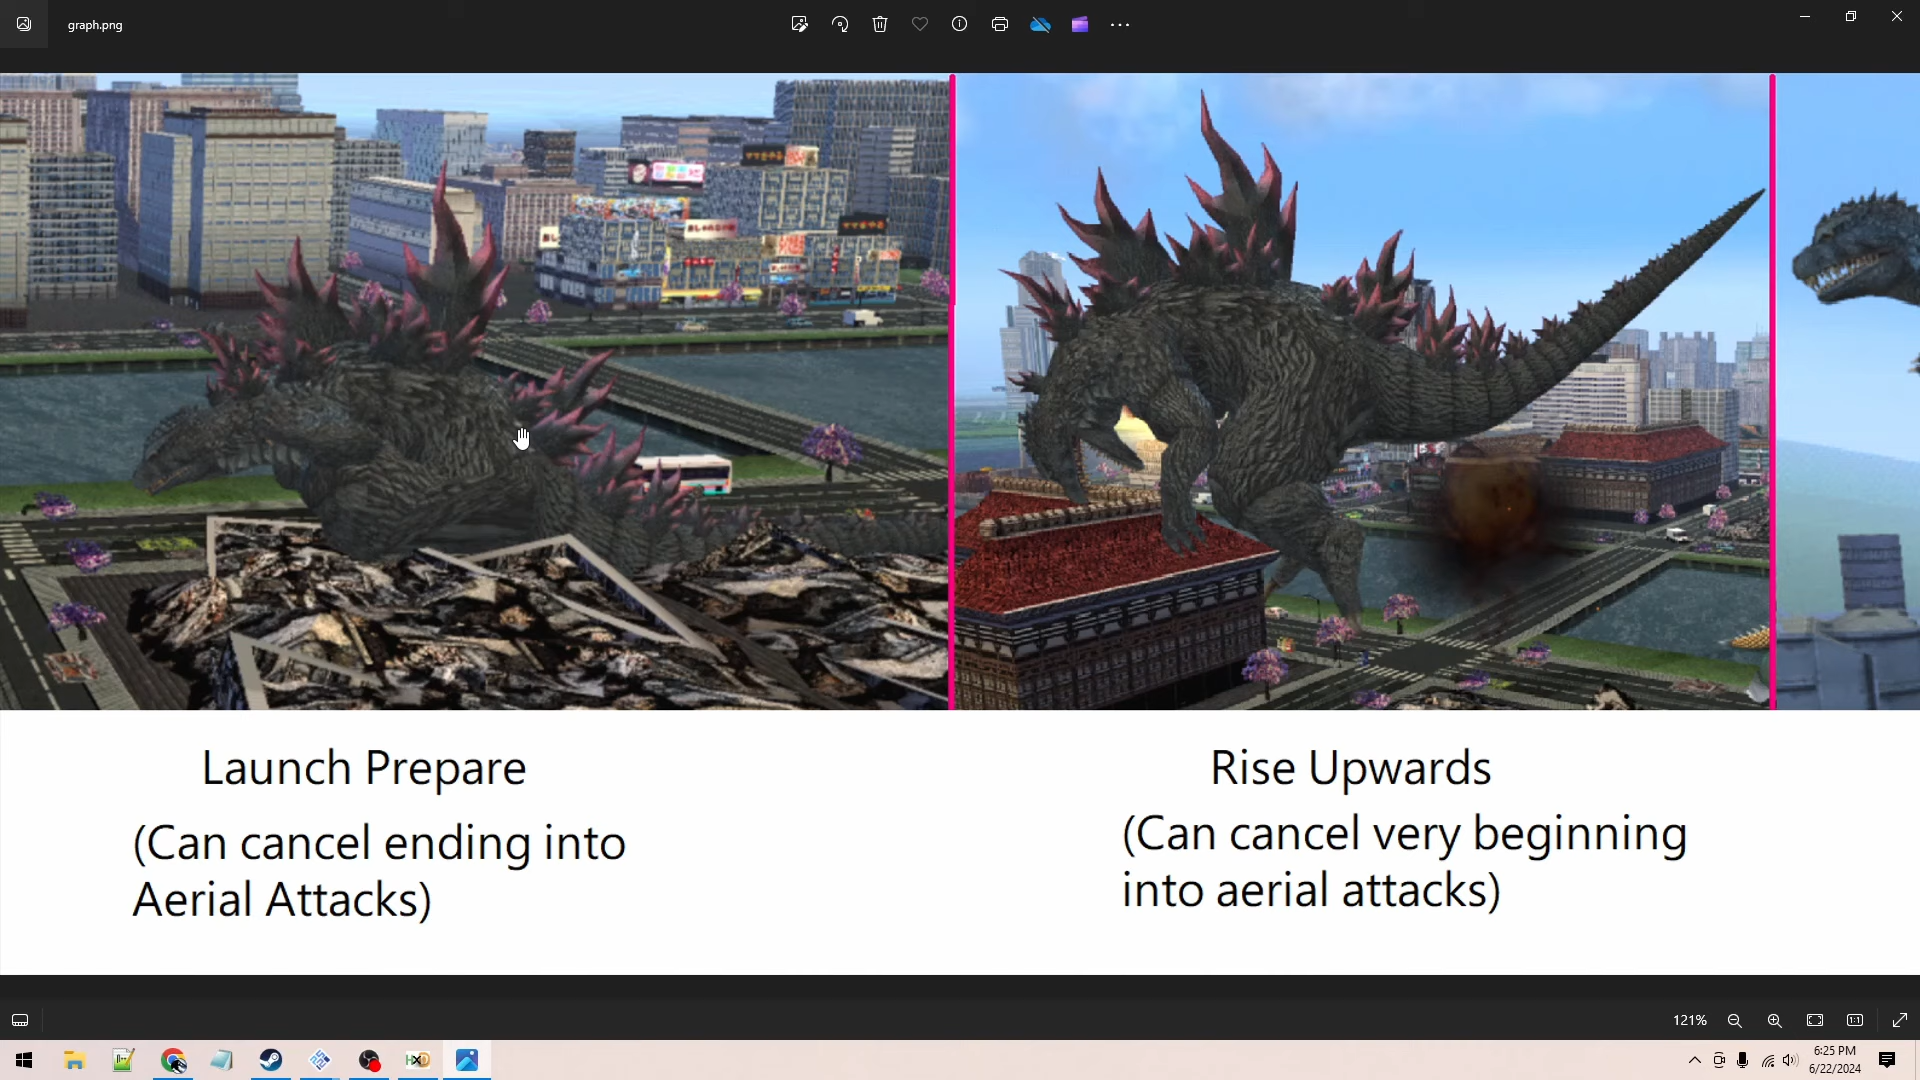 graph.png
Launch Prepare
(Can cancel ending into
Aerial Attacks)
Rise Upwards
(Can cancel very beginning
into aerial attacks)
121%
6:25 PM
6/22/2024